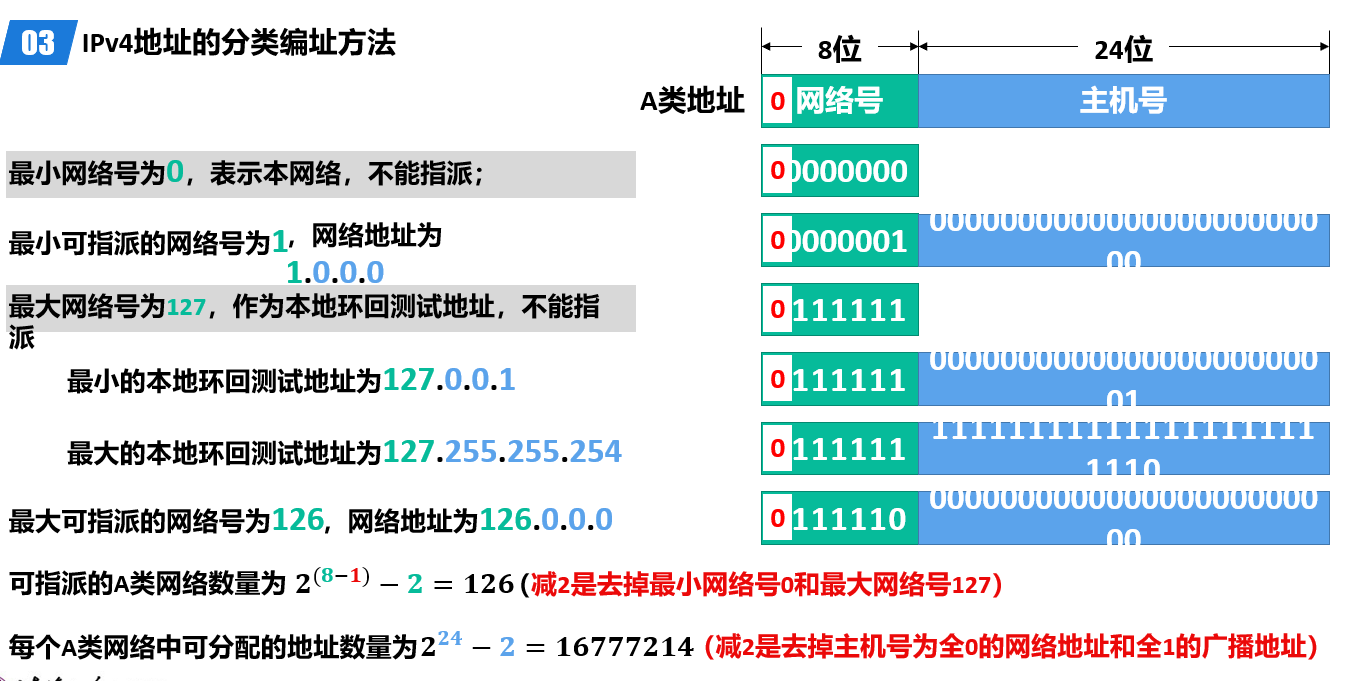 03 IPv4地址的分类编址方法
8位 24位
A类地址 0 网络号 主机号
最小网络号为0，表示本网络，不能指派；
0 0000000
最小可指派的网络号为1，网络地址为
1.0.0.0
0 0000001
000000000000000000000000
00
最大网络号为127，作为本地环回测试地址，不能指
派
0 111111
最小的本地环回测试地址为127.0.0.1
0 111111
000000000000000000000000
01
最大的本地环回测试地址为127.255.255.254
0 111111
11111111111111111111
1110
最大可指派的网络号为126，网络地址为126.0.0.0
0 111110
000000000000000000000000
00
可指派的A类网络数量为 2^(8−1) − 2 = 126 (减2是去掉最小网络号0和最大网络号127)
每个A类网络中可分配的地址数量为2^24 − 2 = 16777214 (减2是去掉主机号为全0的网络地址和全1的广播地址)